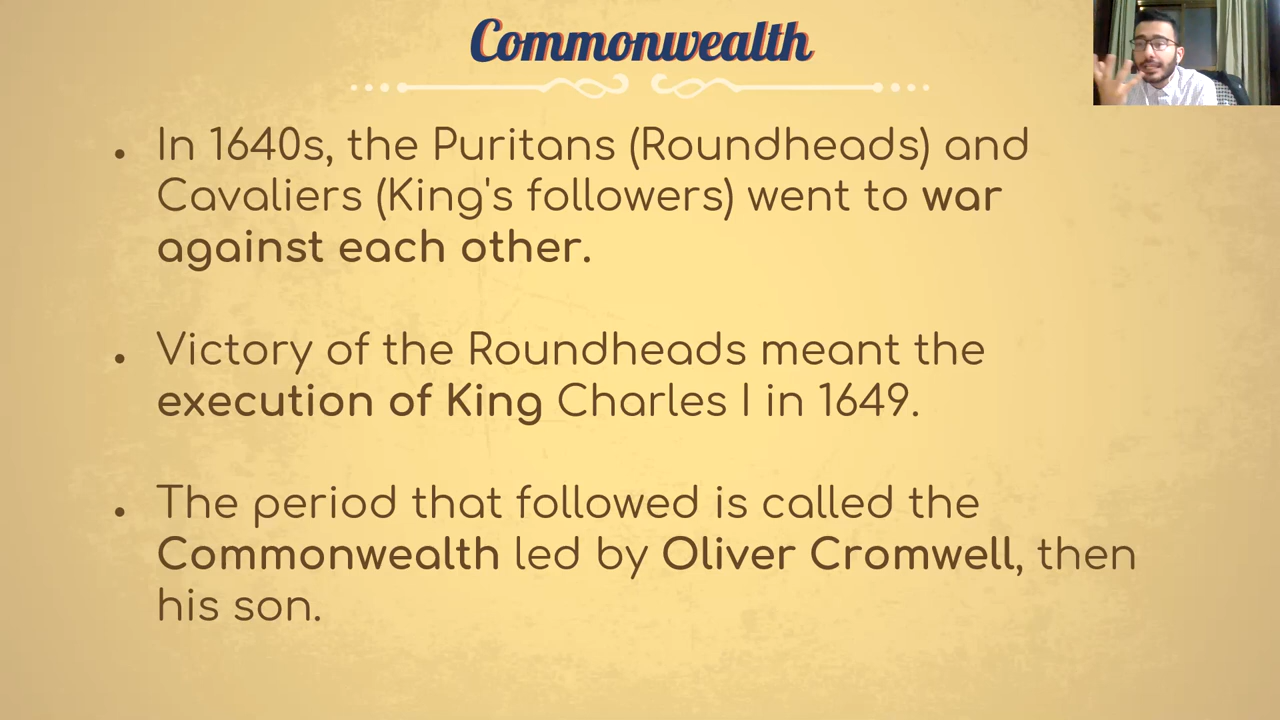 Commonwealth
• In 1640s, the Puritans (Roundheads) and
Cavaliers (King's followers) went to war
against each other.
• Victory of the Roundheads meant the
execution of King Charles I in 1649.
• The period that followed is called the
Commonwealth led by Oliver Cromwell, then
his son.